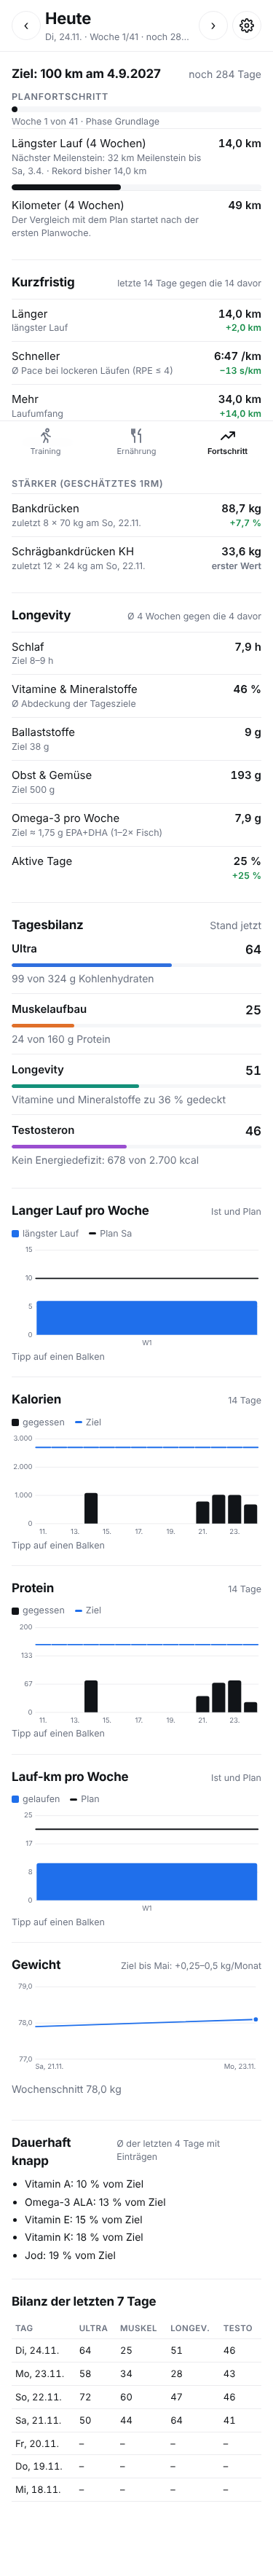 Heute
Di, 24.11. · Woche 1/41 · noch 28...
Ziel: 100 km am 4.9.2027
noch 284 Tage
PLANFORTSCHRITT
Woche 1 von 41 · Phase Grundlage
Längster Lauf (4 Wochen)
14,0 km
Nächster Meilenstein: 32 km Meilenstein bis
Sa, 3.4. · Rekord bisher 14,0 km
Kilometer (4 Wochen)
49 km
Der Vergleich mit dem Plan startet nach der
ersten Planwoche.
Kurzfristig
letzte 14 Tage gegen die 14 davor
Länger
14,0 km
längster Lauf
+2,0 km
Schneller
6:47 /km
Ø Pace bei lockeren Läufen (RPE ≤ 4)
−13 s/km
Mehr
34,0 km
Laufumfang
+14,0 km
Training
Ernährung
Fortschritt
STÄRKER (GESCHÄTZTES 1RM)
Bankdrücken
88,7 kg
zuletzt 8 × 70 kg am So, 22.11.
+7,7 %
Schrägbankdrücken KH
33,6 kg
zuletzt 12 × 24 kg am So, 22.11.
erster Wert
Longevity
Ø 4 Wochen gegen die 4 davor
Schlaf
7,9 h
Ziel 8–9 h
Vitamine & Mineralstoffe
46 %
Ø Abdeckung der Tagesziele
Ballaststoffe
9 g
Ziel 38 g
Obst & Gemüse
193 g
Ziel 500 g
Omega-3 pro Woche
7,9 g
Ziel ≈ 1,75 g EPA+DHA (1–2× Fisch)
Aktive Tage
25 %
+25 %
Tagesbilanz
Stand jetzt
Ultra
64
99 von 324 g Kohlenhydraten
Muskelaufbau
25
24 von 160 g Protein
Longevity
51
Vitamine und Mineralstoffe zu 36 % gedeckt
Testosteron
46
Kein Energiedefizit: 678 von 2.700 kcal
Langer Lauf pro Woche
Ist und Plan
längster Lauf
Plan Sa
15
10
5
0
W1
Tipp auf einen Balken
Kalorien
14 Tage
gegessen
Ziel
3.000
2.000
1.000
0
11. 13. 15. 17. 19. 21. 23.
Tipp auf einen Balken
Protein
14 Tage
gegessen
Ziel
200
133
67
0
11. 13. 15. 17. 19. 21. 23.
Tipp auf einen Balken
Lauf-km pro Woche
Ist und Plan
gelaufen
Plan
25
17
8
0
W1
Tipp auf einen Balken
Gewicht
Ziel bis Mai: +0,25–0,5 kg/Monat
79,0
78,0
77,0
Sa, 21.11.
Mo, 23.11.
Wochenschnitt 78,0 kg
Dauerhaft
knapp
Ø der letzten 4 Tage mit
Einträgen
• Vitamin A: 10 % vom Ziel
• Omega-3 ALA: 13 % vom Ziel
• Vitamin E: 15 % vom Ziel
• Vitamin K: 18 % vom Ziel
• Jod: 19 % vom Ziel
Bilanz der letzten 7 Tage
TAG ULTRA MUSKEL LONGEV. TESTO
Di, 24.11. 64 25 51 46
Mo, 23.11. 58 34 28 43
So, 22.11. 72 60 47 46
Sa, 21.11. 50 44 64 41
Fr, 20.11. – – – –
Do, 19.11. – – – –
Mi, 18.11. – – – –